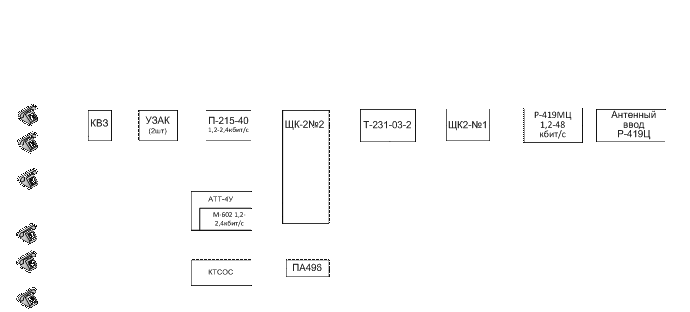 КВЗ
УЗАК
(2шт)
П-215-40
1,2-2,4кбит/с
ЩК-2№2
Т-231-03-2
ЩК2-№1
Р-419МЦ
1,2-48
кбит/с
Антенный
ввод
Р-419Ц
АТТ-4У
М-602 1,2-
2,4кбит/с
КТСОС
ПА498